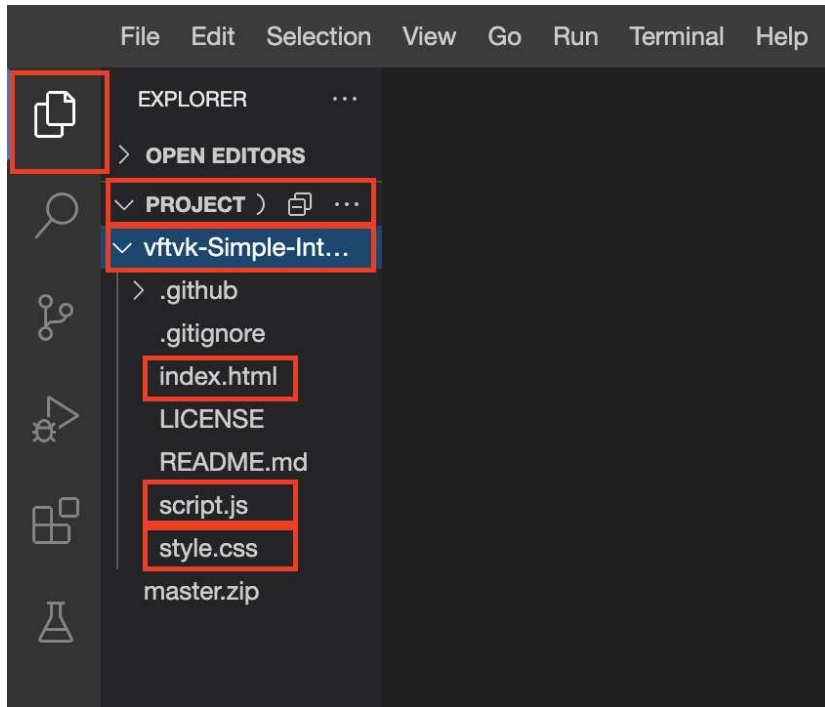 File Edit Selection View Go Run Terminal Help
EXPLORER ...
OPEN EDITORS
PROJECT ) ...
vftvk-Simple-Int...
.github
.gitignore
index.html
LICENSE
README.md
script.js
style.css
master.zip